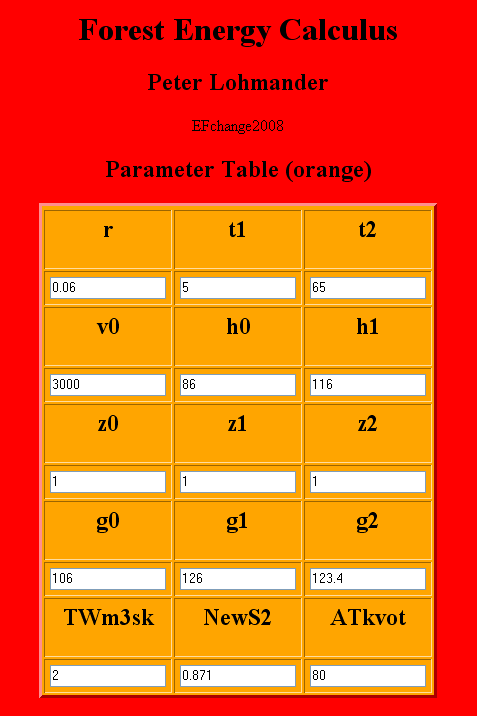 Forest Energy Calculus
Peter Lohmander
EFchange2008
Parameter Table (orange)
r t1 t2
0.06 5 65
v0 h0 h1
3000 86 116
z0 z1 z2
1 1 1
g0 g1 g2
106 126 123.4
TWm3sk NewS2 ATkvot
2 0.871 80